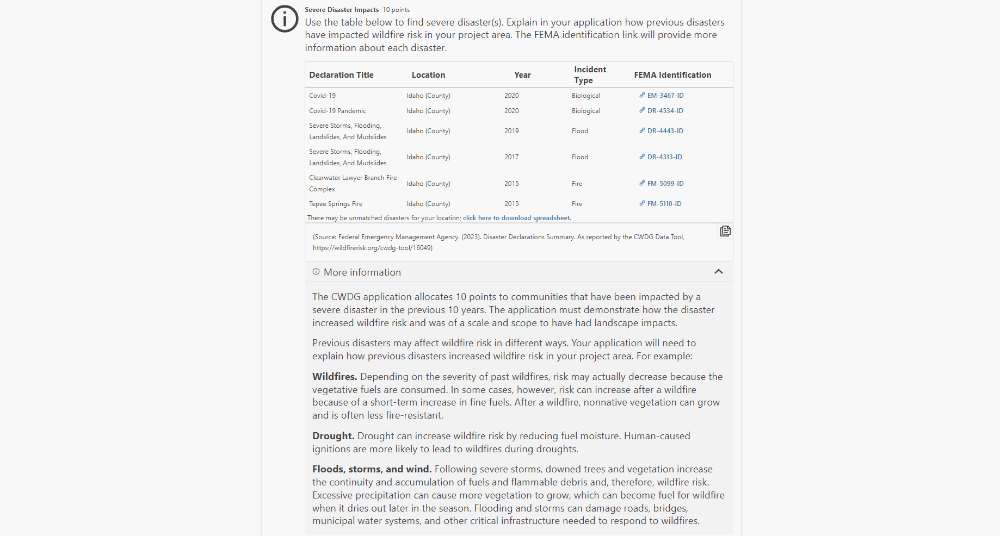 Severe Disaster Impacts 10 points
Use the table below to find severe disaster(s). Explain in your application how previous disasters
have impacted wildfire risk in your project area. The FEMA identification link will provide more
information about each disaster.
Declaration Title Location Year Incident Type FEMA Identification
Covid-19 Idaho (County) 2020 Biological EM-3467-ID
Covid-19 Pandemic Idaho (County) 2020 Biological DR-4534-ID
Severe Storms, Flooding,
Landslides, And Mudslides Idaho (County) 2019 Flood DR-4443-ID
Severe Storms, Flooding,
Landslides, And Mudslides Idaho (County) 2017 Flood DR-4313-ID
Clearwater Lawyer Branch Fire
Complex Idaho (County) 2015 Fire FM-5099-ID
Tepee Springs Fire Idaho (County) 2015 Fire FM-5110-ID
There may be unmatched disasters for your location; click here to download spreadsheet.
(Source: Federal Emergency Management Agency. (2023). Disaster Declarations Summary. As reported by the CWDG Data Tool,
https://wildfirerisk.org/cwdg-tool/16049)
More information
The CWDG application allocates 10 points to communities that have been impacted by a
severe disaster in the previous 10 years. The application must demonstrate how the disaster
increased wildfire risk and was of a scale and scope to have had landscape impacts.
Previous disasters may affect wildfire risk in different ways. Your application will need to
explain how previous disasters increased wildfire risk in your project area. For example:
Wildfires. Depending on the severity of past wildfires, risk may actually decrease because the
vegetative fuels are consumed. In some cases, however, risk can increase after a wildfire
because of a short-term increase in fine fuels. After a wildfire, nonnative vegetation can grow
and is often less fire-resistant.
Drought. Drought can increase wildfire risk by reducing fuel moisture. Human-caused
ignitions are more likely to lead to wildfires during droughts.
Floods, storms, and wind. Following severe storms, downed trees and vegetation increase
the continuity and accumulation of fuels and flammable debris and, therefore, wildfire risk.
Excessive precipitation can cause more vegetation to grow, which can become fuel for wildfire
when it dries out later in the season. Flooding and storms can damage roads, bridges,
municipal water systems, and other critical infrastructure needed to respond to wildfires.